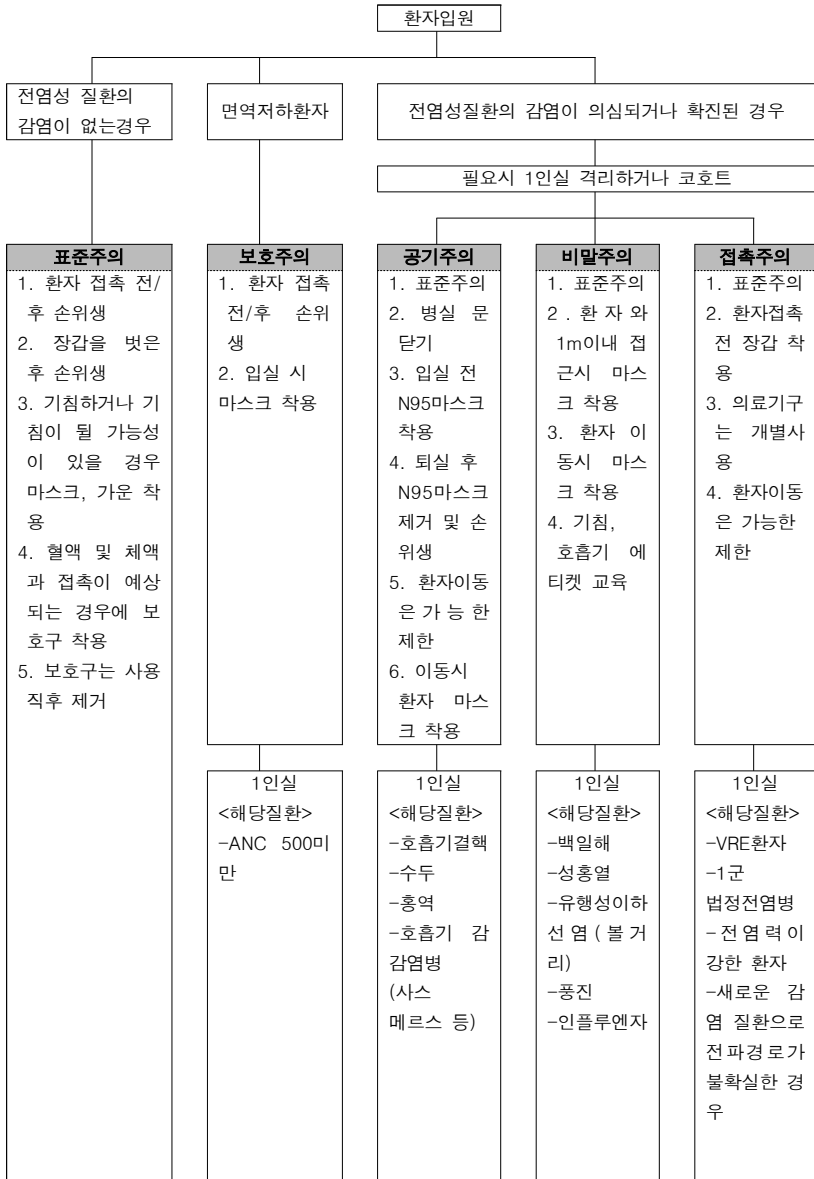 환자입원
전염성 질환의
감염이 없는경우
면역저하환자
전염성질환의 감염이 의심되거나 확진된 경우
필요시 1인실 격리하거나 코호트
표준주의
1. 환자 접촉 전/
후 손위생
2. 장갑을 벗은
후 손위생
3. 기침하거나 기
침이 될 가능성
이 있을 경우
마스크, 가운 착
용
4. 혈액 및 체액
과 접촉이 예상
되는 경우에 보
호구 착용
5. 보호구는 사용
직후 제거
보호주의
1. 환자 접촉
전/후 손위
생
2. 입실 시
마스크 착용
1인실
<해당질환>
-ANC 500미
만
공기주의
1. 표준주의
2. 병실 문
닫기
3. 입실 전
N95마스크
착용
4. 퇴실 후
N95마스크
제거 및 손
위생
5. 환자이동
은 가 능 한
제한
6. 이동시
환자 마스
크 착용
1인실
<해당질환>
-호흡기결핵
-수두
-홍역
-호흡기 감
감염병
(사스
메르스 등)
비말주의
1. 표준주의
2 . 환 자 와
1m이내 접
근시 마스
크 착용
3. 환자 이
동시 마스
크 착용
4. 기침,
호흡기 에
티켓 교육
1인실
<해당질환>
-백일해
-성홍열
-유행성이하
선 염 ( 볼 거
리)
-풍진
-인플루엔자
접촉주의
1. 표준주의
2. 환자접촉
전 장갑 착
용
3. 의료기구
는 개별사
용
4. 환자이동
은 가능한
제한
1인실
<해당질환>
-VRE환자
-1군
법정전염병
- 전 염 력 이
강한 환자
-새로운 감
염 질환으로
전파경로가
불확실한 경
우